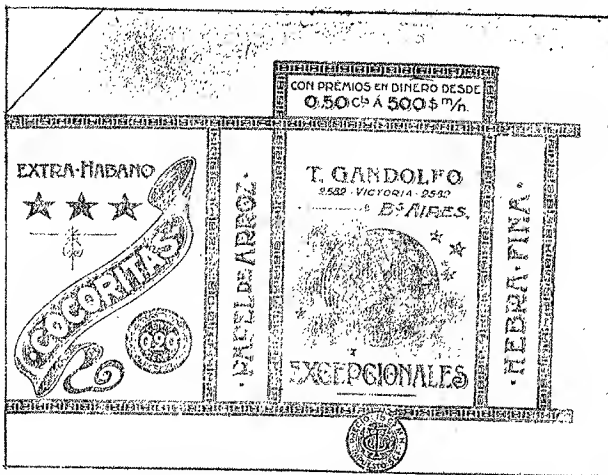 CON PREMIOS EN DINERO DESDE
0.50 Cts Á 500 $ m/n.
EXTRA-HABANO
COCORITAS
PAPEL DE ARROZ
T. GANDOLFO
2582 - VICTORIA - 2582
Bs AIRES.
EXCEPCIONALES
HEBRA-FINA